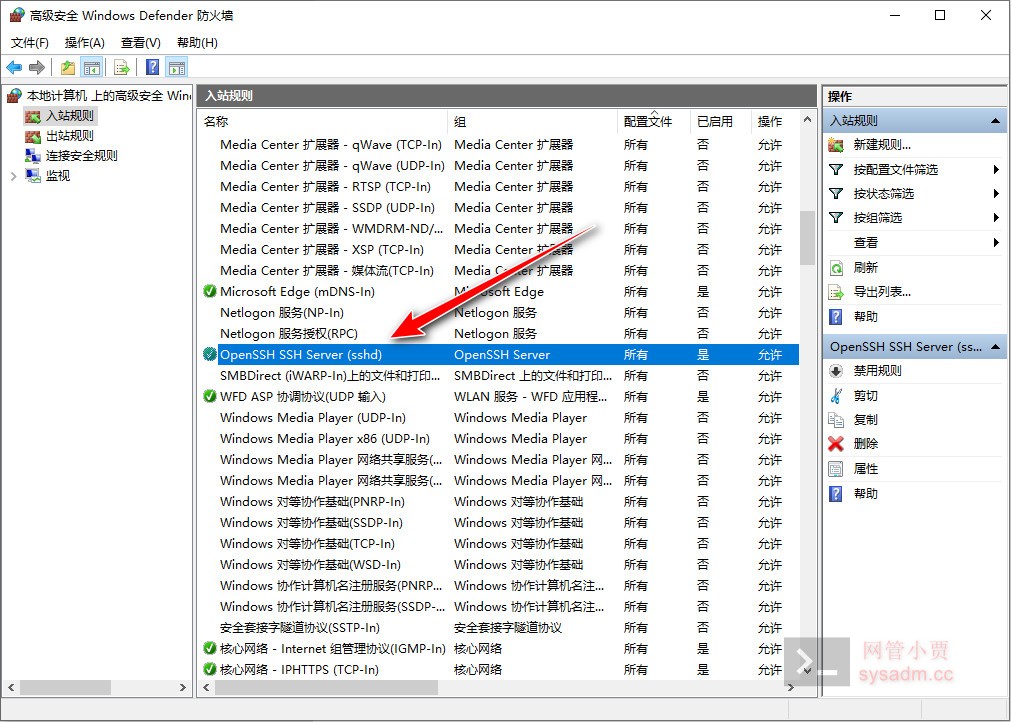 高级安全 Windows Defender 防火墙
文件(F) 操作(A) 查看(V) 帮助(H)
本地计算机 上的高级安全 Win
入站规则
出站规则
连接安全规则
监视
入站规则
名称 组 配置文件 已启用 操作
Media Center 扩展器 - qWave (TCP-In) Media Center 扩展器 所有 否 允许
Media Center 扩展器 - qWave (UDP-In) Media Center 扩展器 所有 否 允许
Media Center 扩展器 - RTSP (TCP-In) Media Center 扩展器 所有 否 允许
Media Center 扩展器 - SSDP (UDP-In) Media Center 扩展器 所有 否 允许
Media Center 扩展器 - WMDRM-ND/... Media Center 扩展器 所有 否 允许
Media Center 扩展器 - XSP (TCP-In) Media Center 扩展器 所有 否 允许
Media Center 扩展器 - 媒体流(TCP-In) Media Center 扩展器 所有 否 允许
Microsoft Edge (mDNS-In) Microsoft Edge 所有 是 允许
Netlogon 服务(NP-In) Netlogon 服务 所有 否 允许
Netlogon 服务授权(RPC) Netlogon 服务 所有 否 允许
OpenSSH SSH Server (sshd) OpenSSH Server 所有 是 允许
SMBDirect (iWARP-In)上的文件和打印... SMBDirect 上的文件和打印... 所有 否 允许
WFD ASP 协调协议(UDP 输入) WLAN 服务 - WFD 应用程... 所有 是 允许
Windows Media Player (UDP-In) Windows Media Player 所有 否 允许
Windows Media Player x86 (UDP-In) Windows Media Player 所有 否 允许
Windows Media Player 网络共享服务(... Windows Media Player 网... 所有 否 允许
Windows Media Player 网络共享服务(... Windows Media Player 网... 所有 否 允许
Windows 对等协作基础(PNRP-In) Windows 对等协作基础 所有 否 允许
Windows 对等协作基础(SSDP-In) Windows 对等协作基础 所有 否 允许
Windows 对等协作基础(TCP-In) Windows 对等协作基础 所有 否 允许
Windows 对等协作基础(WSD-In) Windows 对等协作基础 所有 否 允许
Windows 协作计算机名注册服务(PNRP... Windows 协作计算机名注... 所有 否 允许
Windows 协作计算机名注册服务(SSDP-... Windows 协作计算机名注... 所有 否 允许
安全套接字隧道协议(SSTP-In) 安全套接字隧道协议 所有 否 允许
核心网络 - Internet 组管理协议(IGMP-In) 核心网络 所有 是 允许
核心网络 - IPHTTPS (TCP-In) 核心网络 所有 是 允许
操作
入站规则
新建规则...
按配置文件筛选
按状态筛选
按组筛选
查看
刷新
导出列表...
帮助
OpenSSH SSH Server (ss...
禁用规则
剪切
复制
删除
属性
帮助
网管小贾
sysadm.cc